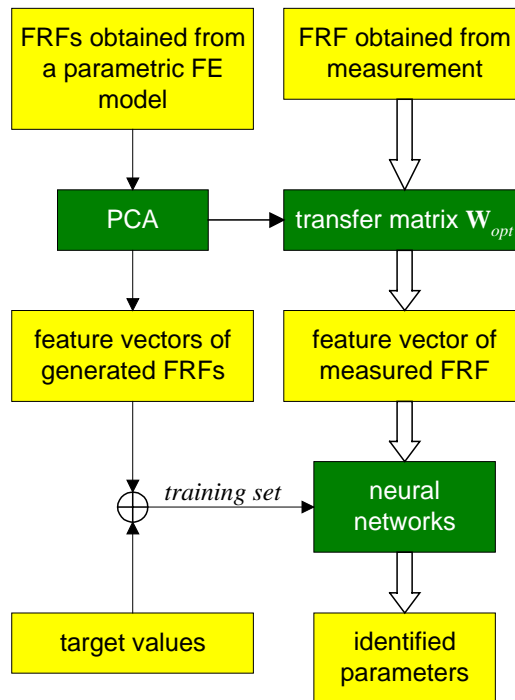 FRFs obtained from
a parametric FE
model
FRF obtained from
measurement
PCA
transfer matrix W_opt
feature vectors of
generated FRFs
feature vector of
measured FRF
training set
neural
networks
target values
identified
parameters